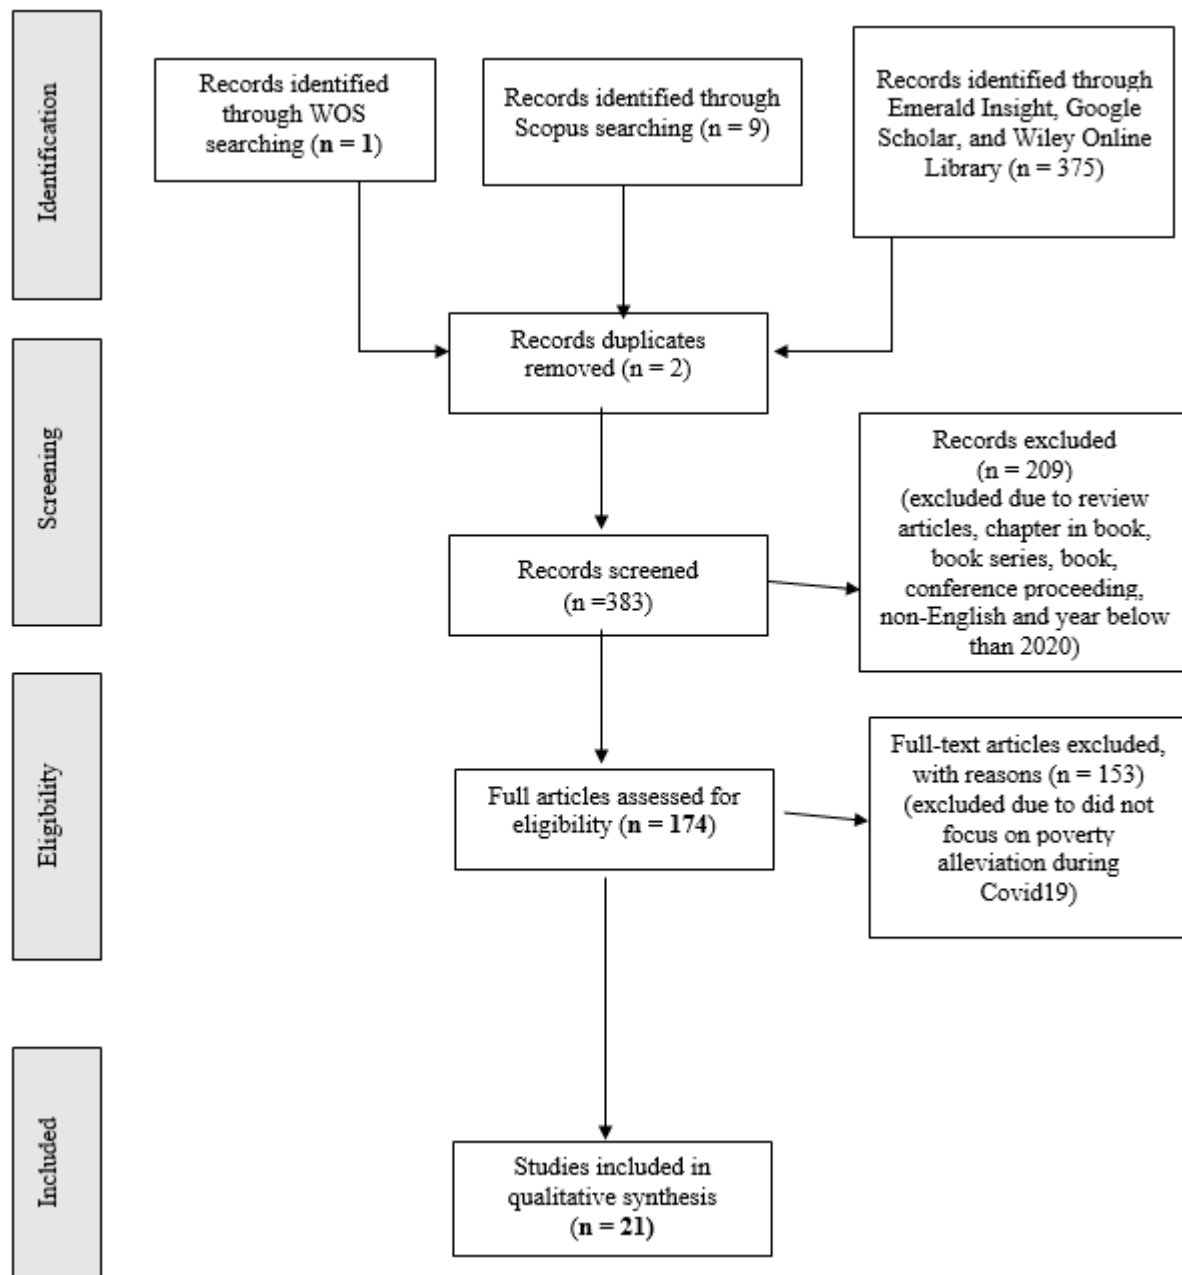 Identification
Records identified
through WOS
searching (n = 1)
Records identified through
Scopus searching (n = 9)
Records identified through
Emerald Insight, Google
Scholar, and Wiley Online
Library (n = 375)
Screening
Records duplicates
removed (n = 2)
Records screened
(n =383)
Records excluded
(n = 209)
(excluded due to review
articles, chapter in book,
book series, book,
conference proceeding,
non-English and year below
than 2020)
Eligibility
Full articles assessed for
eligibility (n = 174)
Full-text articles excluded,
with reasons (n = 153)
(excluded due to did not
focus on poverty
alleviation during
Covid19)
Included
Studies included in
qualitative synthesis
(n = 21)